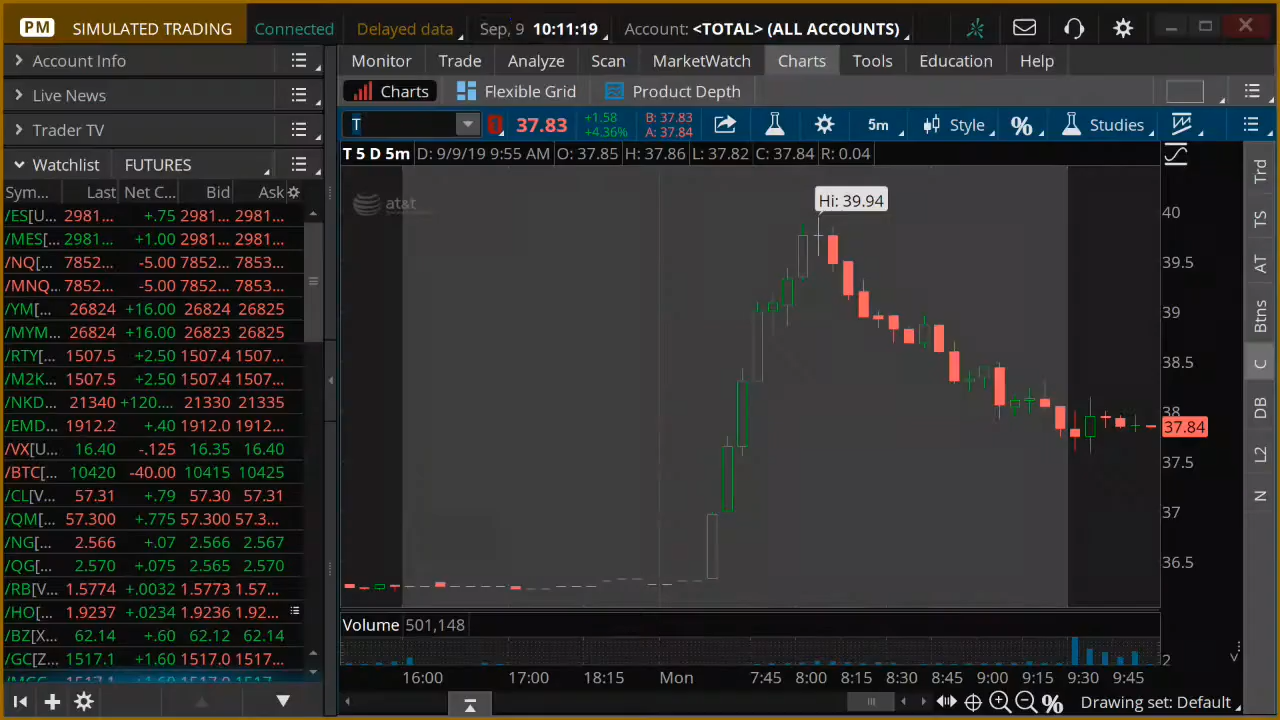 PM SIMULATED TRADING Connected Delayed data Sep, 9 10:11:19 Account: <TOTAL> (ALL ACCOUNTS)
Account Info
Live News
Trader TV
Watchlist FUTURES
Sym... Last Net C... Bid Ask
/ES[U... 2981... +.75 2981... 2981...
/MES[... 2981... +1.00 2981... 2981...
/NQ[... 7852... -5.00 7852... 7853...
/MNQ... 7852... -5.00 7852... 7853...
/YM[... 26824 +16.00 26824 26825
/MYM... 26824 +16.00 26823 26825
/RTY[... 1507.5 +2.50 1507.4 1507...
/M2K... 1507.5 +2.50 1507.4 1507...
/NKD... 21340 +120.... 21330 21335
/EMD... 1912.2 +.40 1912.0 1912...
/VX[U... 16.40 -.125 16.35 16.40
/BTC[... 10420 -40.00 10415 10425
/CL[V... 57.31 +.79 57.30 57.31
/QM[... 57.300 +.775 57.300 57.3...
/NG[... 2.566 +.07 2.566 2.567
/QG[... 2.570 +.075 2.565 2.570
/RB[V... 1.5774 +.0032 1.5773 1.57...
/HO[... 1.9237 +.0234 1.9236 1.92...
/BZ[X... 62.14 +.60 62.12 62.14
/GC[Z... 1517.1 +1.60 1517.0 1517...
Monitor Trade Analyze Scan MarketWatch Charts Tools Education Help
Charts Flexible Grid Product Depth
T 37.83 +1.58 B: 37.83 5m Style % Studies
+4.36% A: 37.84
T 5 D 5m D: 9/9/19 9:55 AM O: 37.85 H: 37.86 L: 37.82 C: 37.84 R: 0.04
at&t
Hi: 39.94
40
39.5
39
38.5
38
37.84
37.5
37
36.5
Volume 501,148
2
16:00 17:00 18:15 Mon 7:45 8:00 8:15 8:30 8:45 9:00 9:15 9:30 9:45
% Drawing set: Default
Trd
TS
AT
Btns
C
DB
L2
N